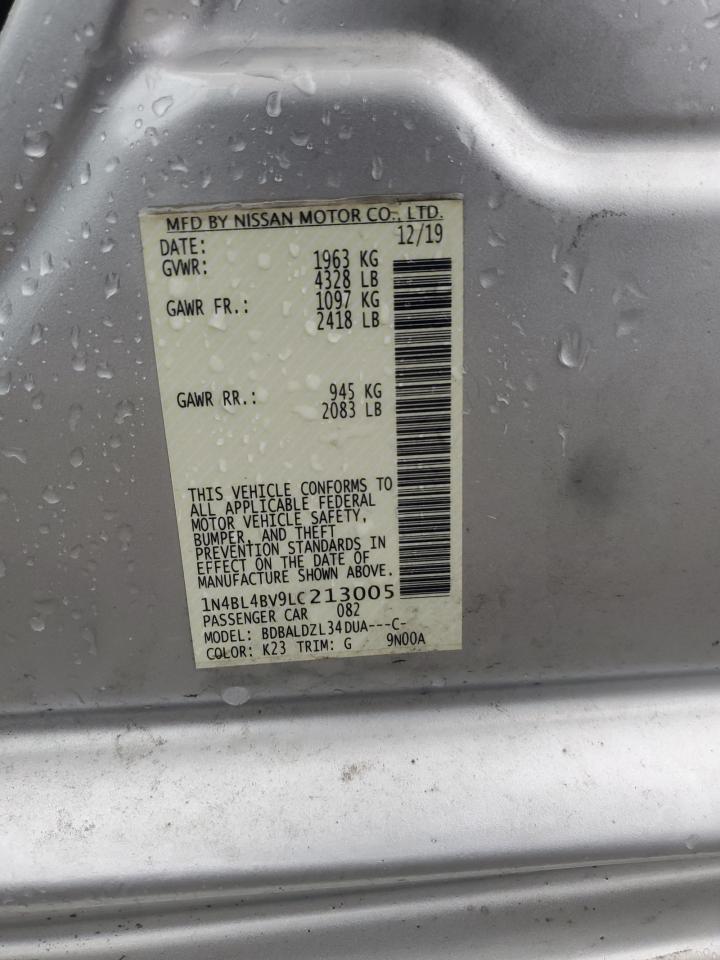 MFD BY NISSAN MOTOR CO., LTD.
DATE: 12/19
GVWR: 1963 KG
4328 LB
GAWR FR.: 1097 KG
2418 LB
GAWR RR.: 945 KG
2083 LB
THIS VEHICLE CONFORMS TO
ALL APPLICABLE FEDERAL
MOTOR VEHICLE SAFETY,
BUMPER, AND THEFT
PREVENTION STANDARDS IN
EFFECT ON THE DATE OF
MANUFACTURE SHOWN ABOVE.
1N4BL4BV9LC213005
PASSENGER CAR 082
MODEL: BDBALDZL34DUA---C-
COLOR: K23 TRIM: G 9N00A